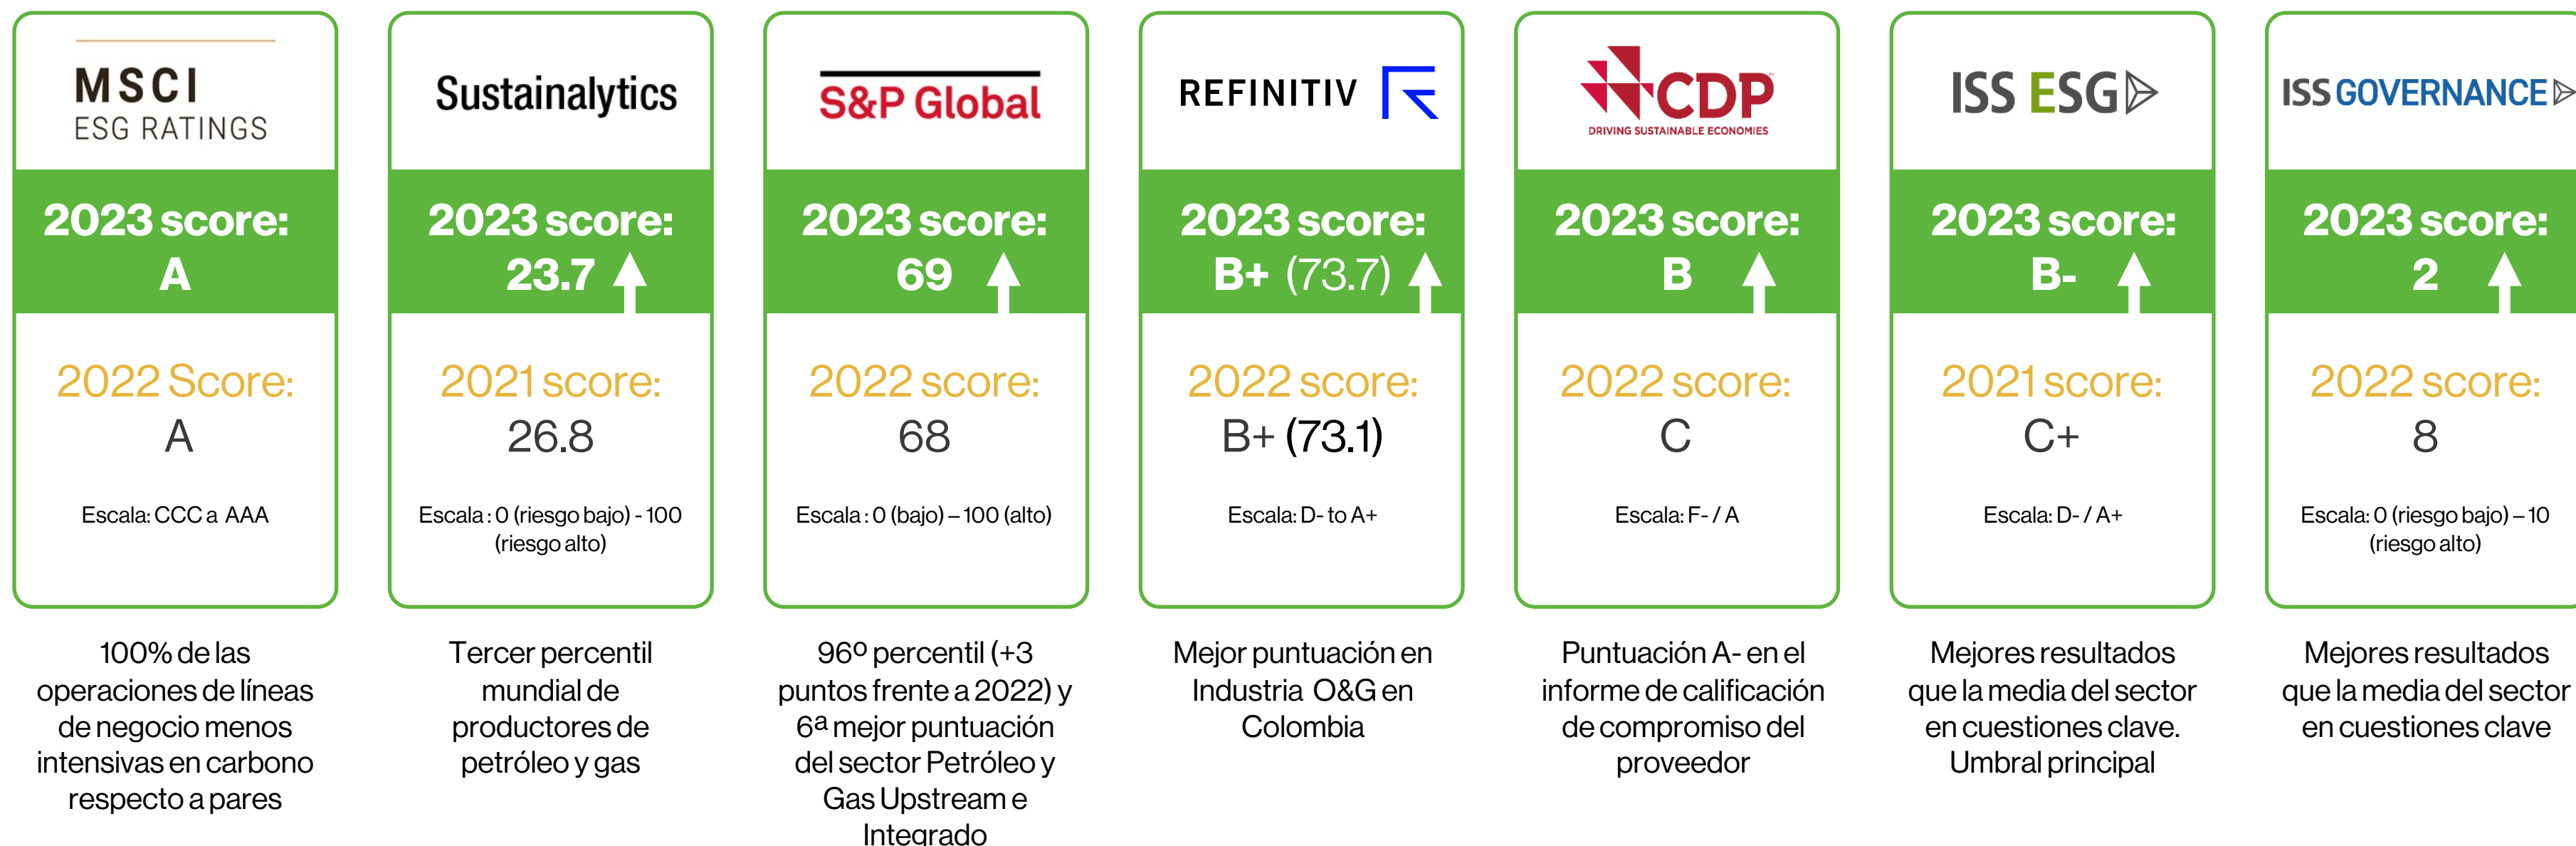 MSCI
ESG RATINGS
2023 score:
A
2022 Score:
A
Escala: CCC a AAA
100% de las
operaciones de líneas
de negocio menos
intensivas en carbono
respecto a pares
Sustainalytics
2023 score:
23.7
2021 score:
26.8
Escala : 0 (riesgo bajo) - 100
(riesgo alto)
Tercer percentil
mundial de
productores de
petróleo y gas
S&P Global
2023 score:
69
2022 score:
68
Escala : 0 (bajo) – 100 (alto)
96º percentil (+3
puntos frente a 2022) y
6ª mejor puntuación
del sector Petróleo y
Gas Upstream e
Integrado
REFINITIV
2023 score:
B+ (73.7)
2022 score:
B+ (73.1)
Escala: D- to A+
Mejor puntuación en
Industria O&G en
Colombia
CDP
DRIVING SUSTAINABLE ECONOMIES
2023 score:
B
2022 score:
C
Escala: F- / A
Puntuación A- en el
informe de calificación
de compromiso del
proveedor
ISS ESG
2023 score:
B-
2021 score:
C+
Escala: D- / A+
Mejores resultados
que la media del sector
en cuestiones clave.
Umbral principal
ISS GOVERNANCE
2023 score:
2
2022 score:
8
Escala: 0 (riesgo bajo) – 10
(riesgo alto)
Mejores resultados
que la media del sector
en cuestiones clave